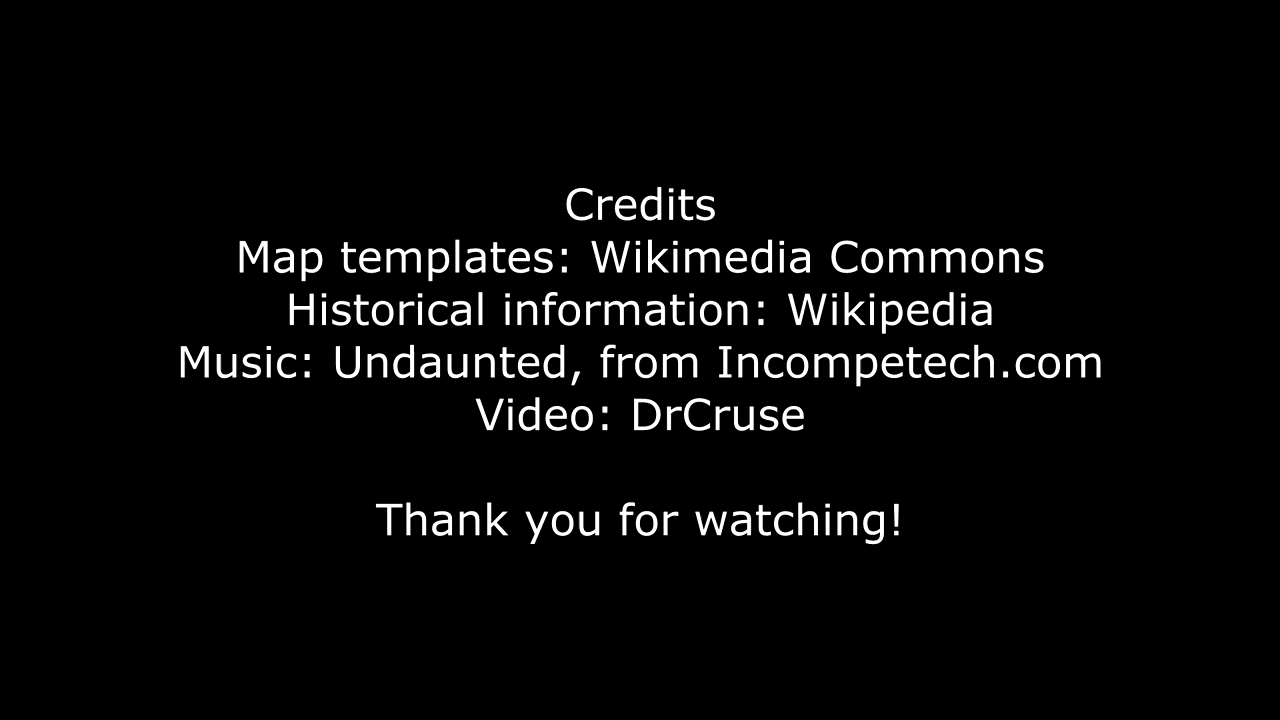 Credits
Map templates: Wikimedia Commons
Historical information: Wikipedia
Music: Undaunted, from Incompetech.com
Video: DrCruse
Thank you for watching!